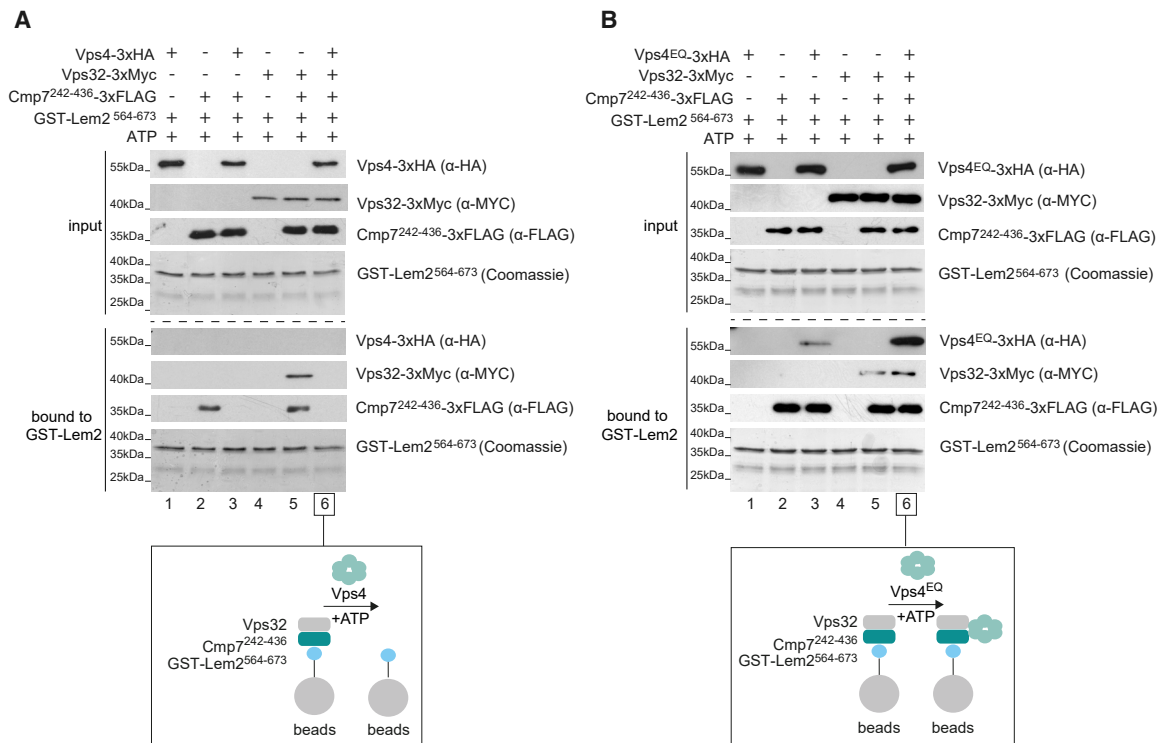 A
Vps4-3xHA + - + - - +
Vps32-3xMyc - - - + + +
Cmp7242-436-3xFLAG - + + - + +
GST-Lem2564-673 + + + + + +
ATP + + + + + +
input
55kDa
Vps4-3xHA (α-HA)
40kDa
Vps32-3xMyc (α-MYC)
35kDa
Cmp7242-436-3xFLAG (α-FLAG)
40kDa
35kDa
25kDa
GST-Lem2564-673 (Coomassie)
bound to
GST-Lem2
55kDa
Vps4-3xHA (α-HA)
40kDa
Vps32-3xMyc (α-MYC)
35kDa
Cmp7242-436-3xFLAG (α-FLAG)
40kDa
35kDa
25kDa
GST-Lem2564-673 (Coomassie)
1 2 3 4 5 6
Vps4
+ATP
Vps32
Cmp7242-436
GST-Lem2564-673
beads
beads
B
Vps4EQ-3xHA + - + - - +
Vps32-3xMyc - - - + + +
Cmp7242-436-3xFLAG - + + - + +
GST-Lem2564-673 + + + + + +
ATP + + + + + +
input
55kDa
Vps4EQ-3xHA (α-HA)
40kDa
Vps32-3xMyc (α-MYC)
35kDa
Cmp7242-436-3xFLAG (α-FLAG)
40kDa
35kDa
25kDa
GST-Lem2564-673 (Coomassie)
bound to
GST-Lem2
55kDa
Vps4EQ-3xHA (α-HA)
40kDa
Vps32-3xMyc (α-MYC)
35kDa
Cmp7242-436-3xFLAG (α-FLAG)
40kDa
35kDa
25kDa
GST-Lem2564-673 (Coomassie)
1 2 3 4 5 6
Vps4EQ
+ATP
Vps32
Cmp7242-436
GST-Lem2564-673
beads
beads